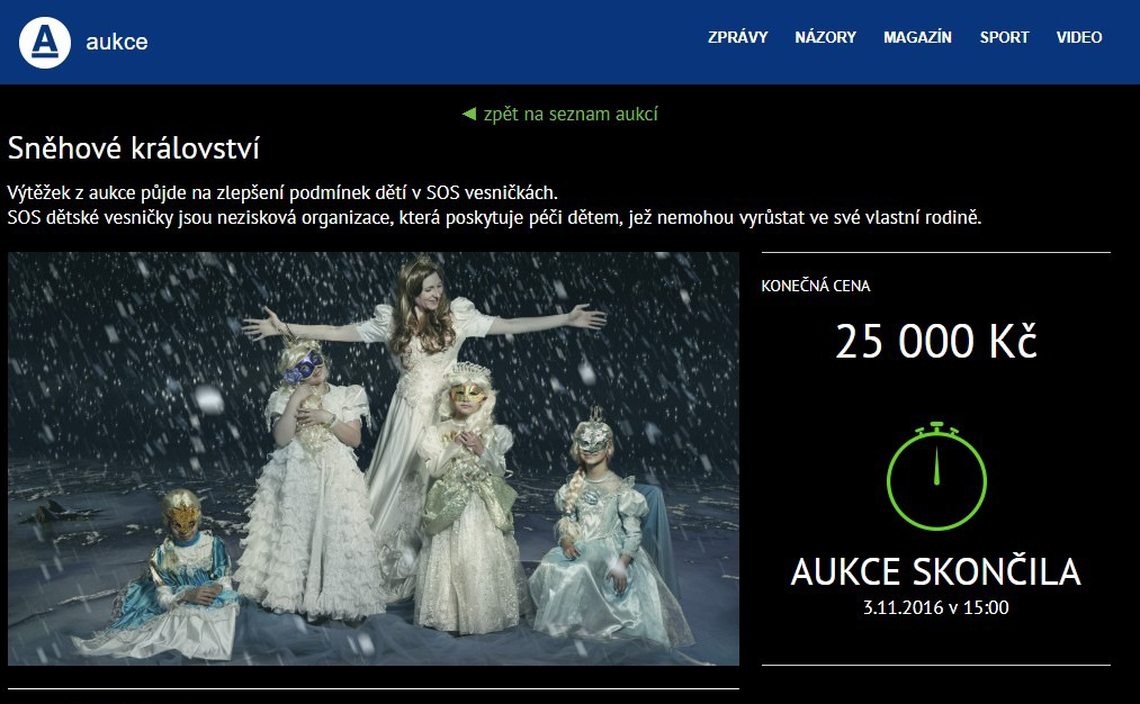 A aukce
ZPRÁVY NÁZORY MAGAZÍN SPORT VIDEO
◄ zpět na seznam aukcí
Sněhové království
Výtěžek z aukce půjde na zlepšení podmínek dětí v SOS vesničkách.
SOS dětské vesničky jsou nezisková organizace, která poskytuje péči dětem, jež nemohou vyrůstat ve své vlastní rodině.
KONEČNÁ CENA
25 000 Kč
AUKCE SKONČILA
3.11.2016 v 15:00